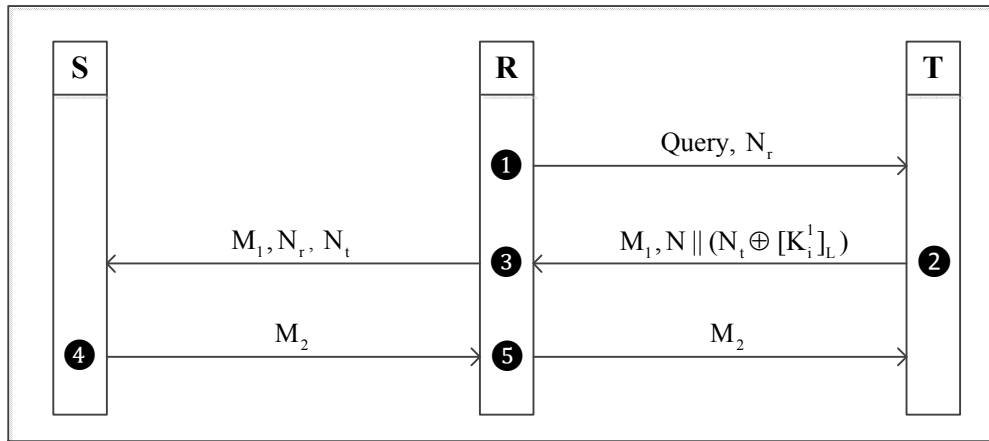 S R T
❶ Query, N_r
M_1, N_r, N_t ❸ M_1, N || (N_t ⊕ [K_i^1]_L) ❷
❹ M_2 ❺ M_2